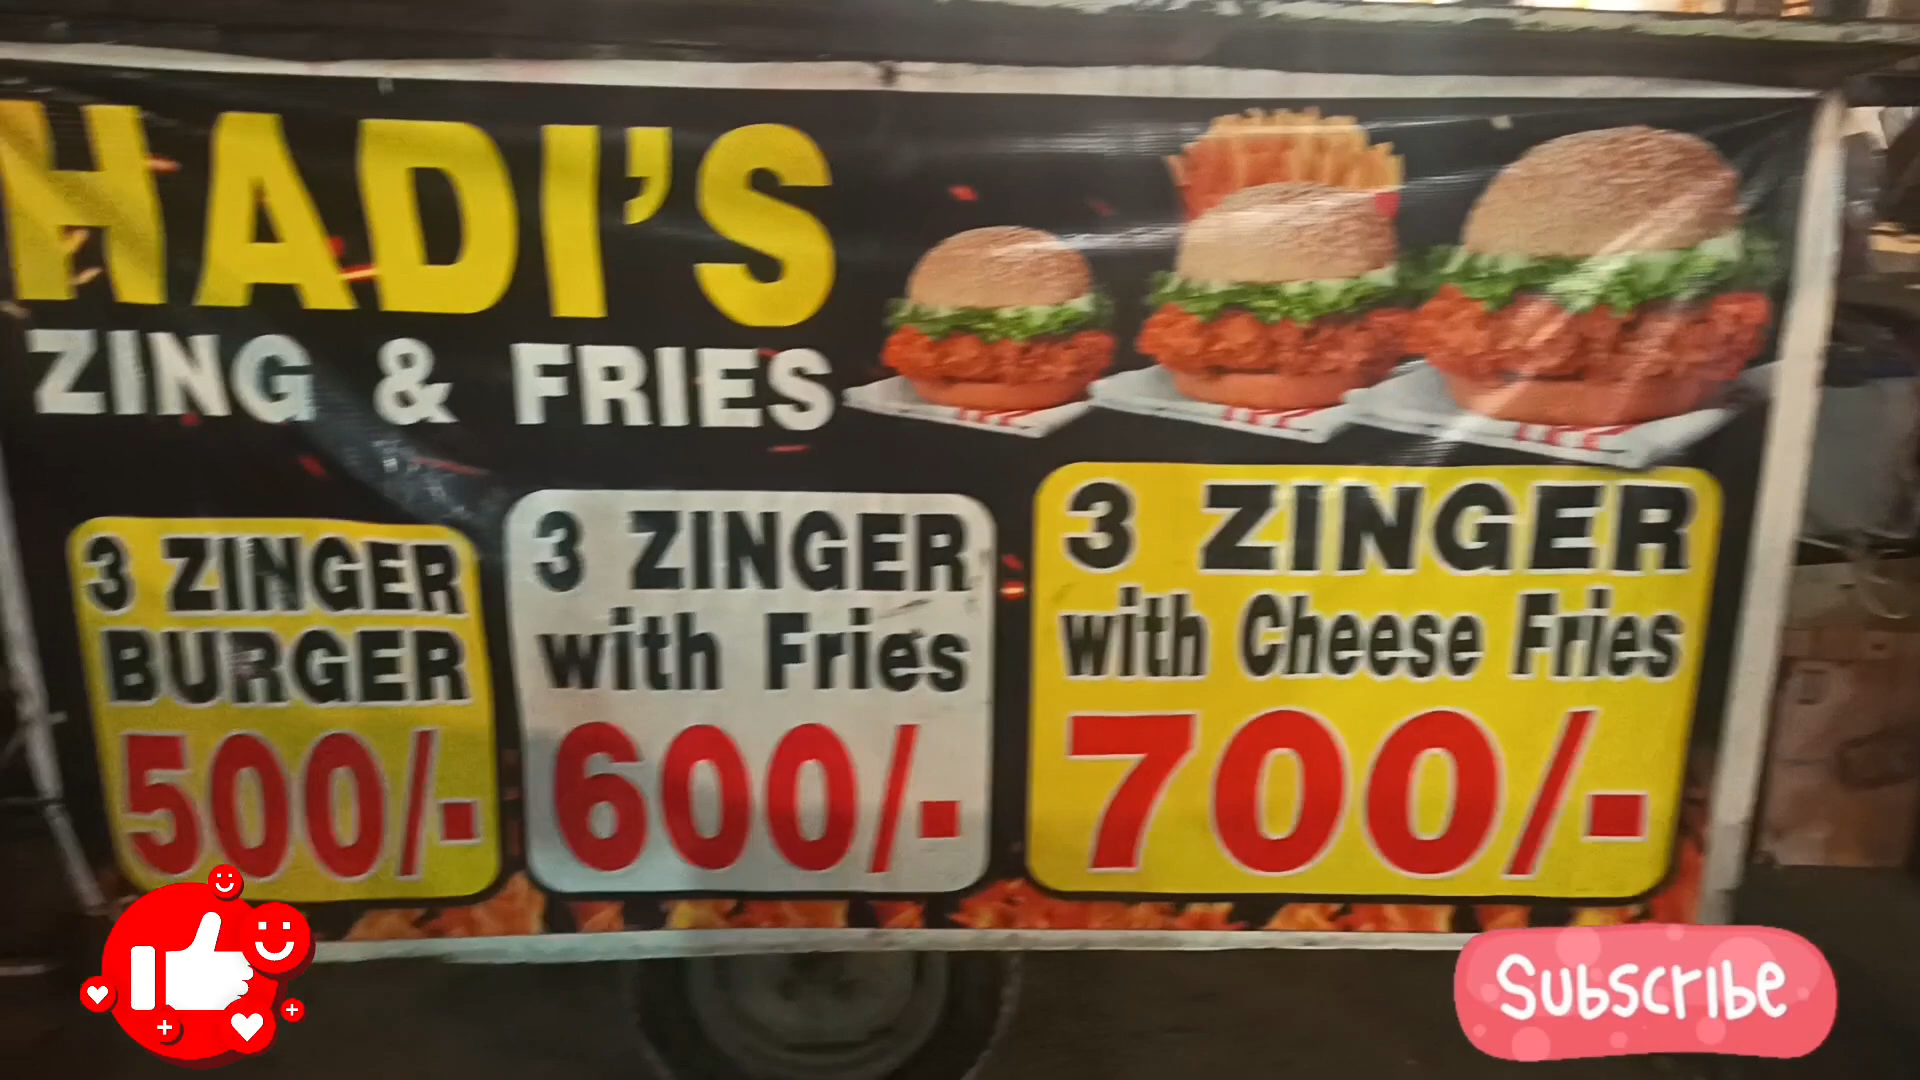 HADI'S
ZING & FRIES
3 ZINGER
BURGER
500/-
3 ZINGER
with Fries
600/-
3 ZINGER
with Cheese Fries
700/-
Subscribe